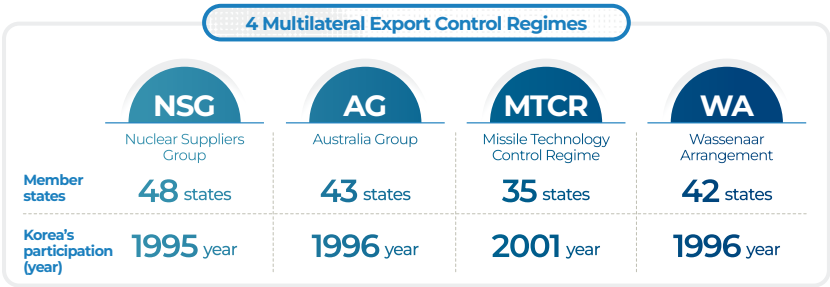 4 Multilateral Export Control Regimes
NSG
AG
MTCR
WA
Nuclear Suppliers
Group
Australia Group
Missile Technology
Control Regime
Wassenaar
Arrangement
Member
states
48 states
43 states
35 states
42 states
Korea's
participation
(year)
1995 year
1996 year
2001 year
1996 year